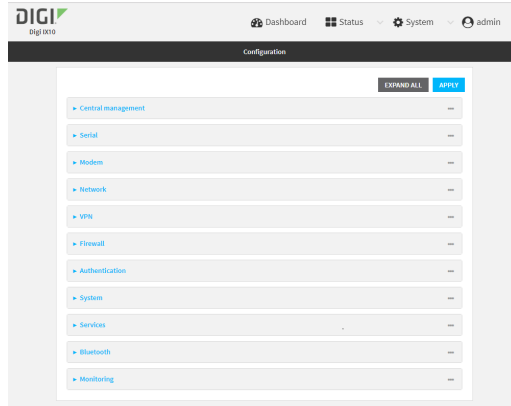 DIGI
Digi IX10
Dashboard Status System admin
Configuration
EXPAND ALL APPLY
Central management
Serial
Modem
Network
VPN
Firewall
Authentication
System
Services
Bluetooth
Monitoring